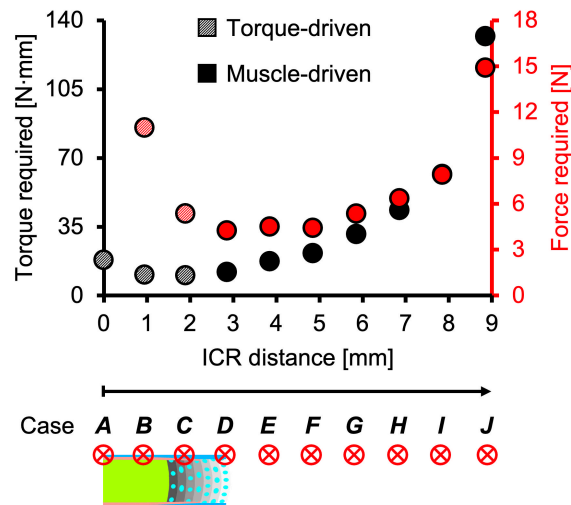 Torque required [N·mm]
140
105
70
35
0
Torque-driven
Muscle-driven
18
15
12
9
6
3
0
Force required [N]
0 1 2 3 4 5 6 7 8 9
ICR distance [mm]
Case A B C D E F G H I J